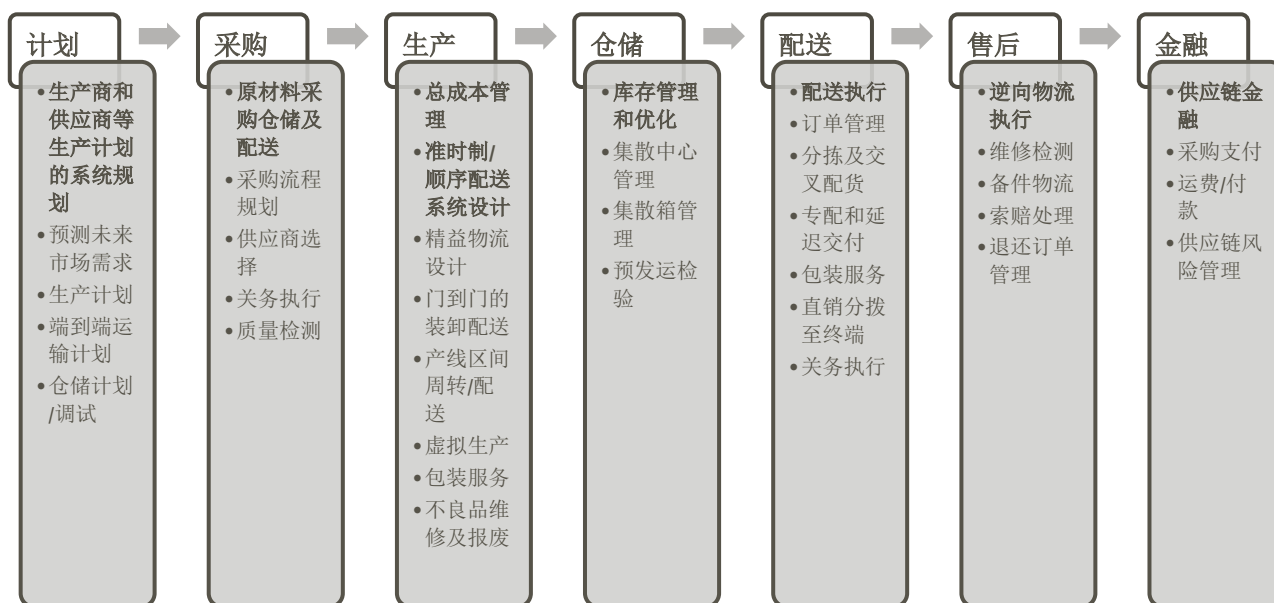 计划
• 生产商和
供应商等
生产计划
的系统规
划
• 预测未来
市场需求
• 生产计划
• 端到端运
输计划
• 仓储计划
/调试
采购
• 原材料采
购仓储及
配送
• 采购流程
规划
• 供应商选
择
• 关务执行
• 质量检测
生产
• 总成本管
理
• 准时制/
顺序配送
系统设计
• 精益物流
设计
• 门到门的
装卸配送
• 产线区间
周转/配
送
• 虚拟生产
• 包装服务
• 不良品维
修及报废
仓储
• 库存管理
和优化
• 集散中心
管理
• 集散箱管
理
• 预发运检
验
配送
• 配送执行
• 订单管理
• 分拣及交
叉配货
• 专配和延
迟交付
• 包装服务
• 直销分拨
至终端
• 关务执行
售后
• 逆向物流
执行
• 维修检测
• 备件物流
• 索赔处理
• 退还订单
管理
金融
• 供应链金
融
• 采购支付
• 运费/付
款
• 供应链风
险管理